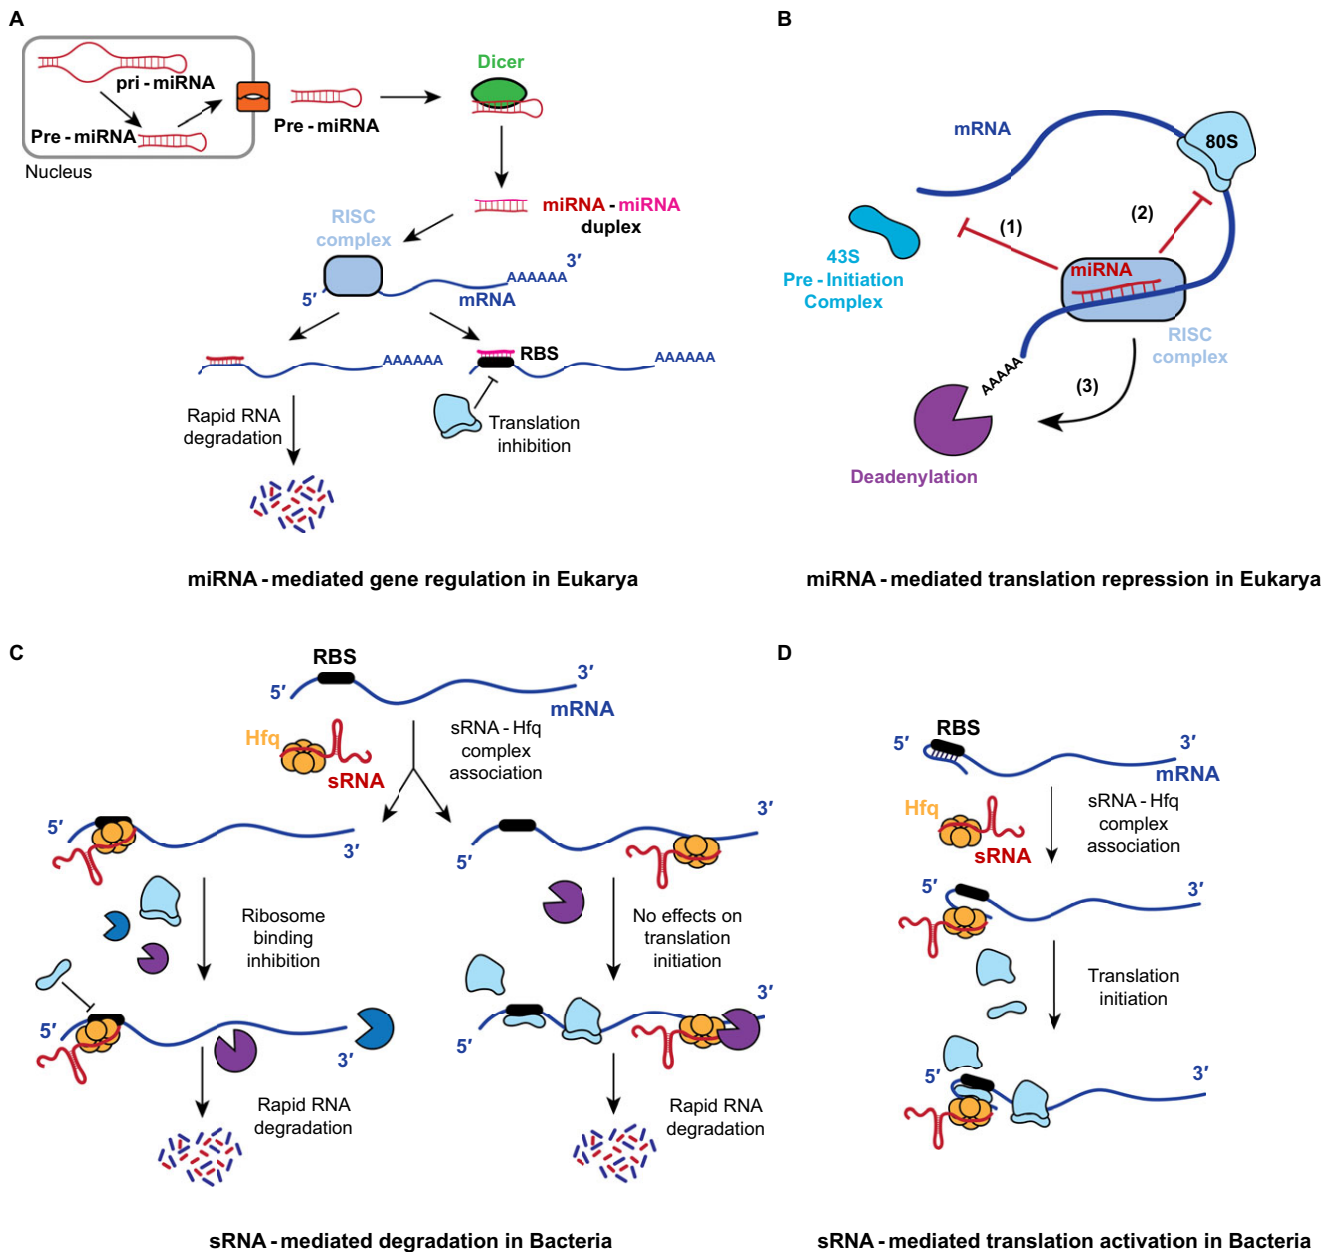 A
pri - miRNA
Pre - miRNA
Nucleus
Pre - miRNA
Dicer
miRNA - miRNA
duplex
RISC
complex
5′
mRNA
AAAAAA
3′
AAAAAA
RBS
AAAAAA
Rapid RNA
degradation
Translation
inhibition
miRNA - mediated gene regulation in Eukarya
B
mRNA
80S
(1)
(2)
43S
Pre - Initiation
Complex
miRNA
RISC
complex
AAAAA
(3)
Deadenylation
miRNA - mediated translation repression in Eukarya
C
RBS
5′
3′
mRNA
Hfq
sRNA
sRNA - Hfq
complex
association
5′
3′
3′
5′
Ribosome
binding
inhibition
No effects on
translation
initiation
5′
3′
3′
5′
Rapid RNA
degradation
Rapid RNA
degradation
sRNA - mediated degradation in Bacteria
D
RBS
5′
3′
mRNA
Hfq
sRNA
sRNA - Hfq
complex
association
5′
3′
Translation
initiation
5′
3′
sRNA - mediated translation activation in Bacteria